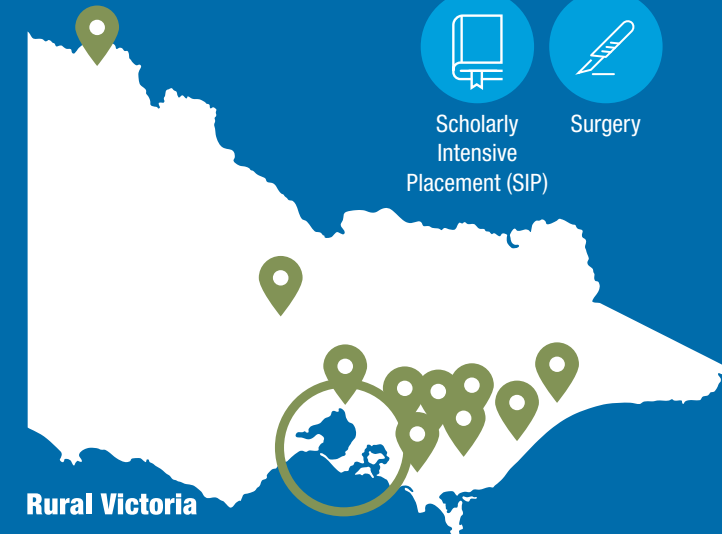 Scholarly
Intensive
Placement (SIP)
Surgery
Rural Victoria